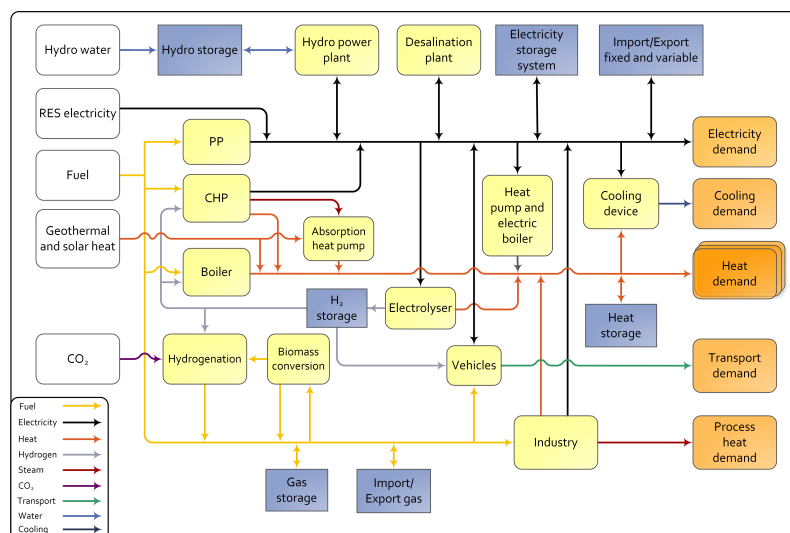 Hydro water
Hydro storage
Hydro power
plant
Desalination
plant
Electricity
storage
system
Import/Export
fixed and variable
RES electricity
PP
Electricity
demand
Fuel
CHP
Heat
pump and
electric
boiler
Cooling
device
Cooling
demand
Geothermal
and solar heat
Absorption
heat pump
Boiler
Heat
demand
H₂
storage
Electrolyser
Heat
storage
CO₂
Hydrogenation
Biomass
conversion
Vehicles
Transport
demand
Fuel
Electricity
Heat
Hydrogen
Steam
CO₂
Transport
Water
Cooling
Industry
Process
heat
demand
Gas
storage
Import/
Export gas